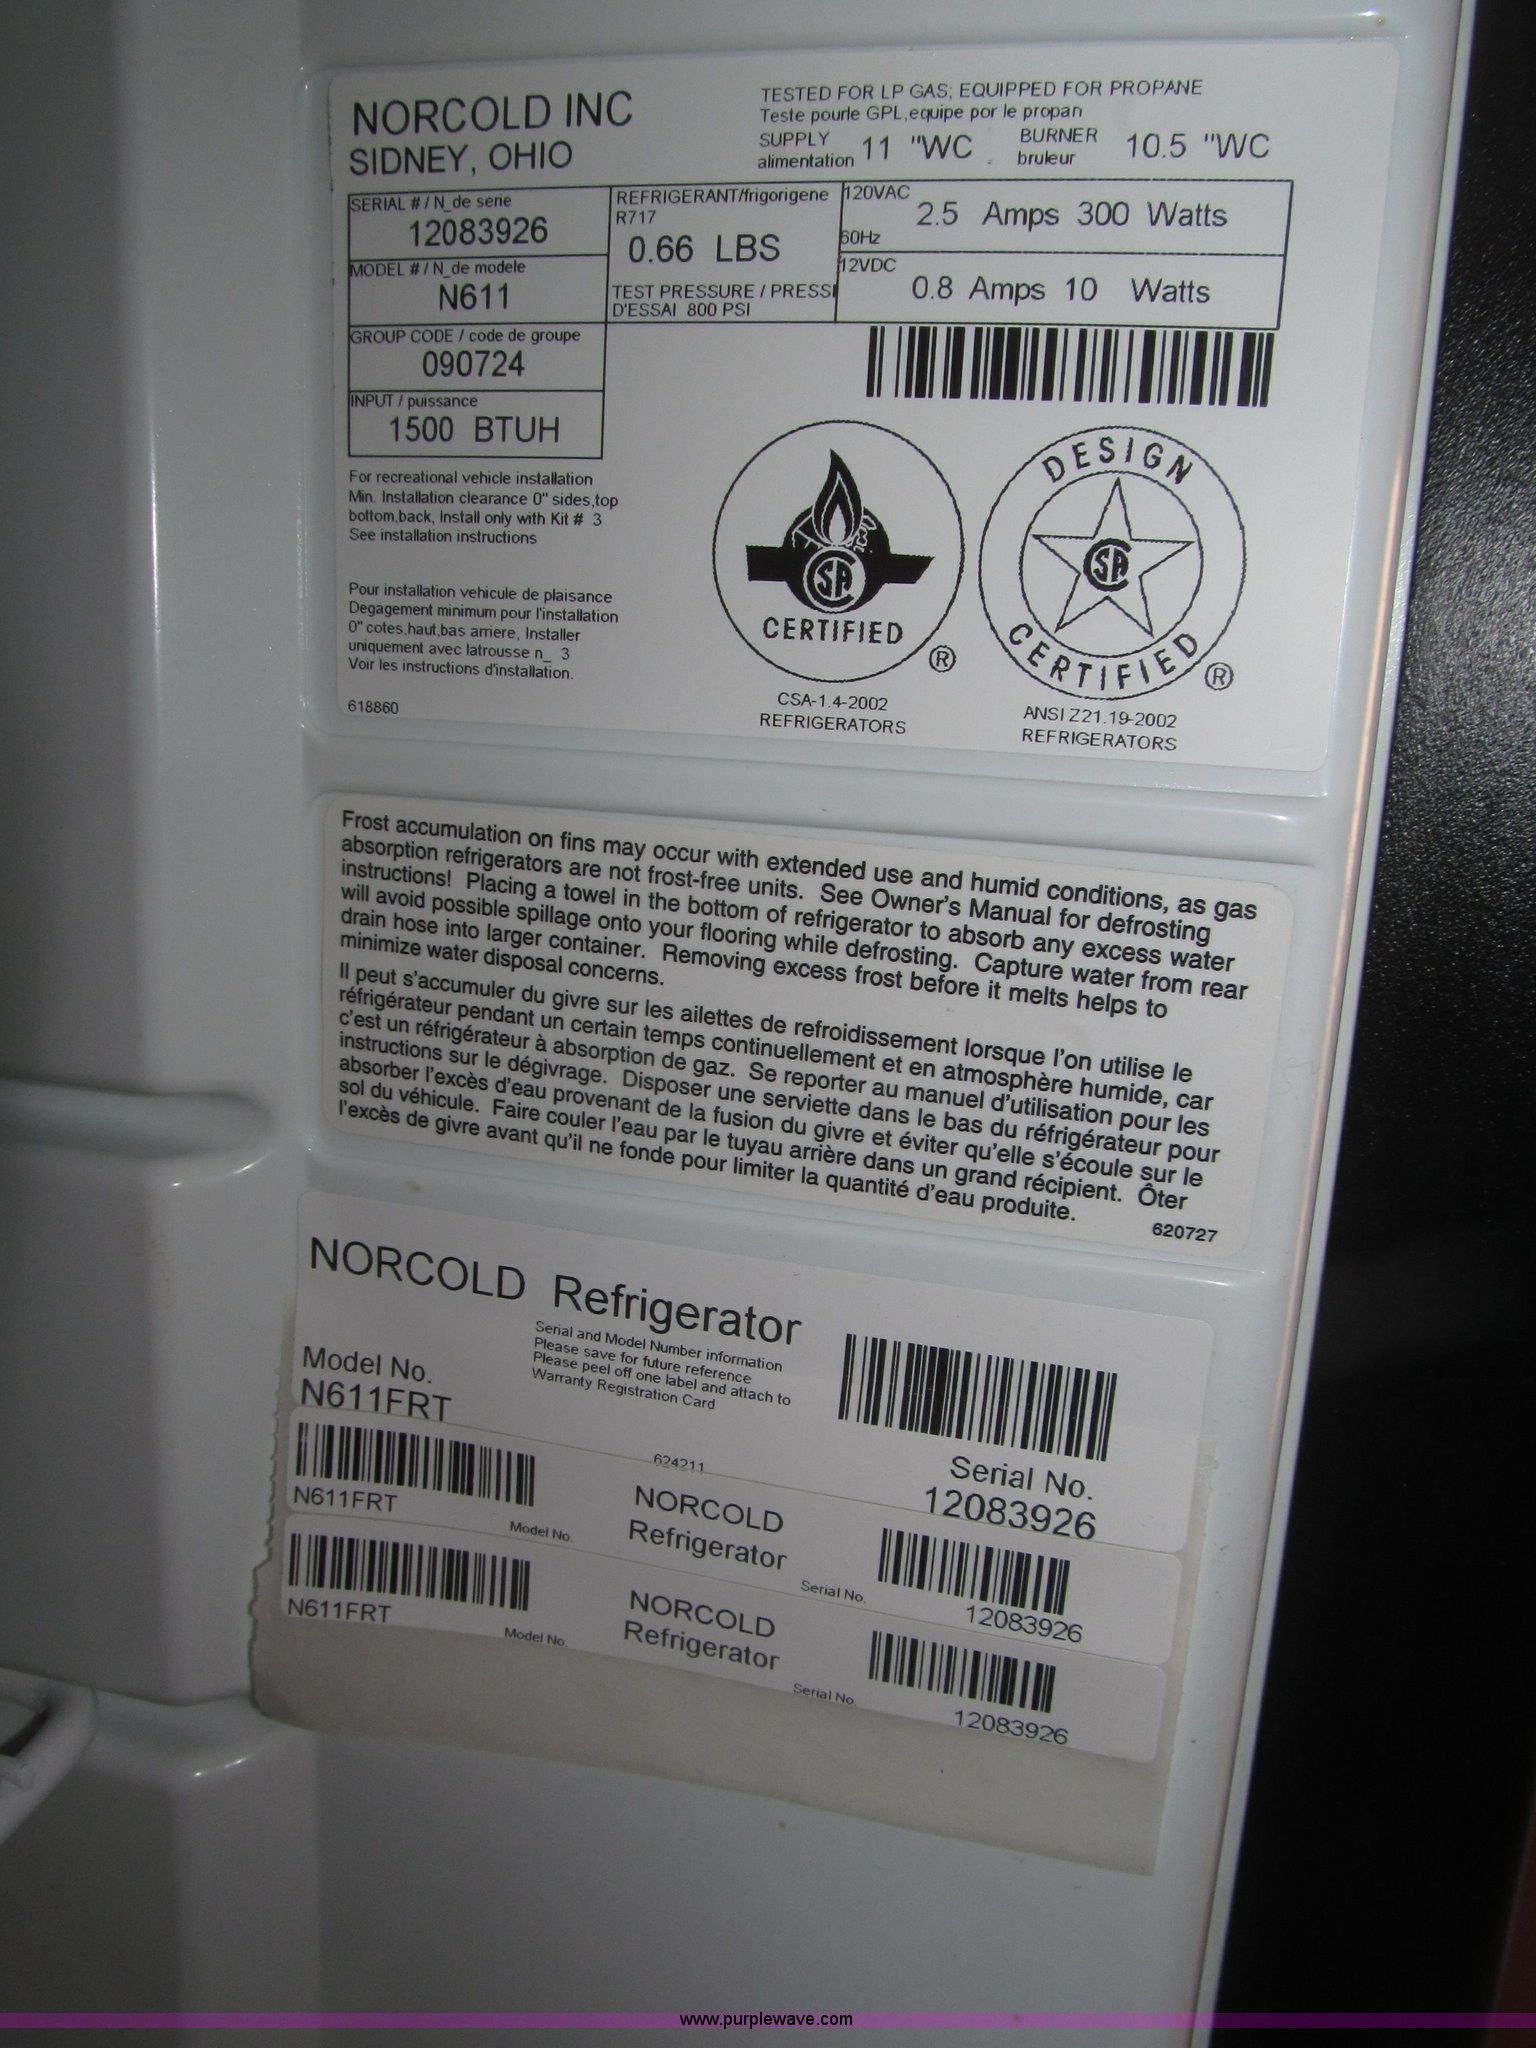 NORCOLD INC
SIDNEY, OHIO
TESTED FOR LP GAS; EQUIPPED FOR PROPANE
Teste pourle GPL,equipe por le propan
SUPPLY
alimentation 11 "WC
BURNER
bruleur 10.5 "WC
SERIAL # / N_de serie
12083926
MODEL # / N_de modele
N611
GROUP CODE / code de groupe
090724
INPUT / puissance
1500 BTUH
REFRIGERANT/frigorigene
R717
0.66 LBS
TEST PRESSURE / PRESSI
D'ESSAI 800 PSI
120VAC
60Hz
2.5 Amps 300 Watts
12VDC
0.8 Amps 10 Watts
For recreational vehicle installation
Min. Installation clearance 0" sides,top
bottom,back, Install only with Kit # 3
See installation instructions
Pour installation vehicule de plaisance
Degagement minimum pour l'installation
0" cotes,haut,bas arriere, Installer
uniquement avec latrousse n_ 3
Voir les instructions d'installation.
618860
CSA
CERTIFIED
®
CSA-1.4-2002
REFRIGERATORS
DESIGN
CSA
CERTIFIED
®
ANSI Z21.19-2002
REFRIGERATORS
Frost accumulation on fins may occur with extended use and humid conditions, as gas
absorption refrigerators are not frost-free units. See Owner's Manual for defrosting
instructions! Placing a towel in the bottom of refrigerator to absorb any excess water
will avoid possible spillage onto your flooring while defrosting. Capture water from rear
drain hose into larger container. Removing excess frost before it melts helps to
minimize water disposal concerns.
Il peut s'accumuler du givre sur les ailettes de refroidissement lorsque l'on utilise le
réfrigérateur pendant un certain temps continuellement et en atmosphère humide, car
c'est un réfrigérateur à absorption de gaz. Se reporter au manuel d'utilisation pour les
instructions sur le dégivrage. Disposer une serviette dans le bas du réfrigérateur pour
absorber l'excès d'eau provenant de la fusion du givre et éviter qu'elle s'écoule sur le
sol du véhicule. Faire couler l'eau par le tuyau arrière dans un grand récipient. Ôter
l'excès de givre avant qu'il ne fonde pour limiter la quantité d'eau produite.
620727
NORCOLD Refrigerator
Serial and Model Number information
Please save for future reference
Please peel off one label and attach to
Warranty Registration Card
Model No.
N611FRT
624211
Serial No.
12083926
N611FRT
Model No.
NORCOLD
Refrigerator
Serial No.
12083926
N611FRT
Model No.
NORCOLD
Refrigerator
Serial No.
12083926
www.purplewave.com